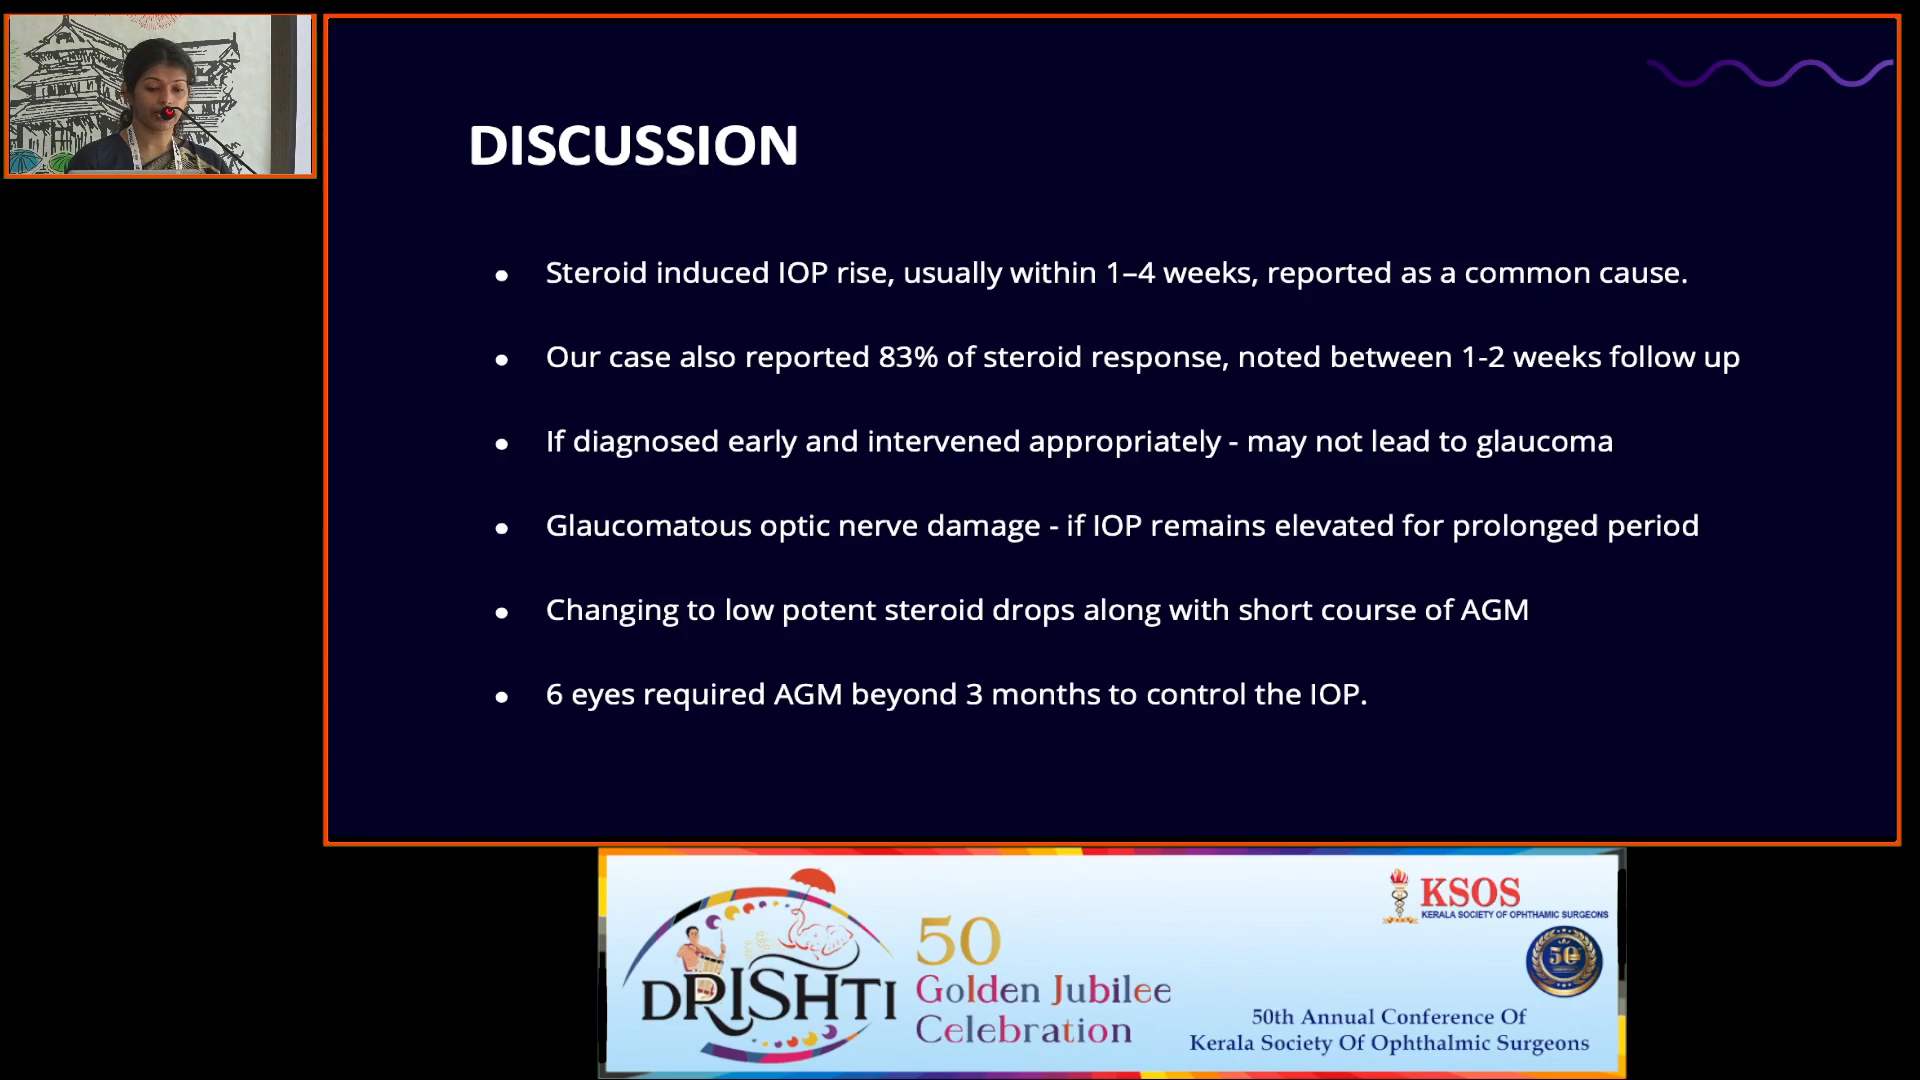 DISCUSSION
● Steroid induced IOP rise, usually within 1–4 weeks, reported as a common cause.
● Our case also reported 83% of steroid response, noted between 1-2 weeks follow up
● If diagnosed early and intervened appropriately - may not lead to glaucoma
● Glaucomatous optic nerve damage - if IOP remains elevated for prolonged period
● Changing to low potent steroid drops along with short course of AGM
● 6 eyes required AGM beyond 3 months to control the IOP.
DRISHTI
50
Golden Jubilee
Celebration
KSOS
KERALA SOCIETY OF OPHTHAMIC SURGEONS
50
50th Annual Conference Of
Kerala Society Of Ophthalmic Surgeons